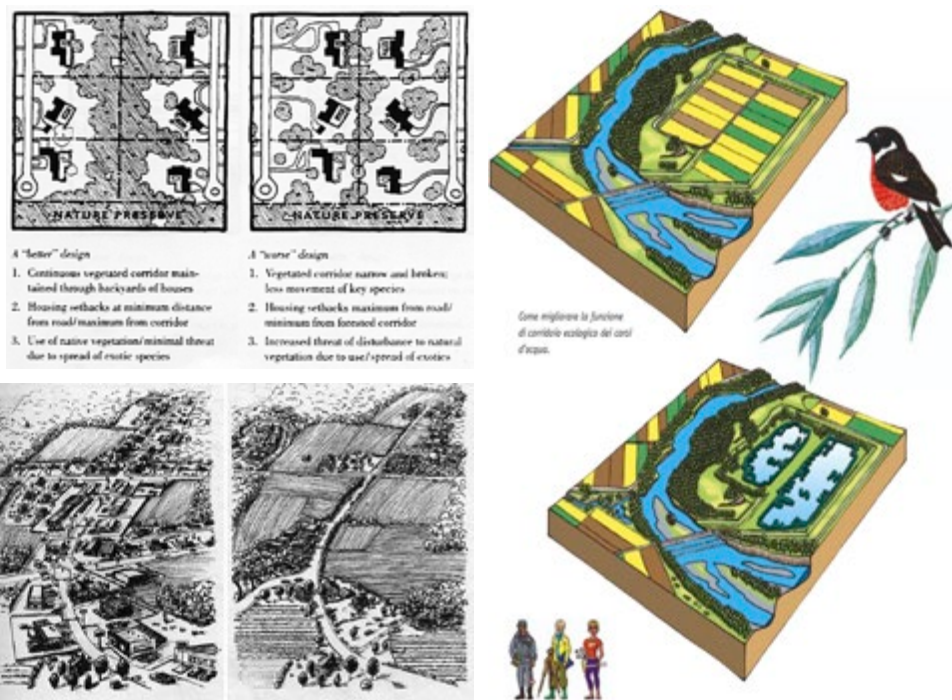 NATURE PRESERVE
A "better" design
1. Continuous vegetated corridor main-
tained through backyards of houses
2. Housing setbacks at minimum distance
from road/maximum from corridor
3. Use of native vegetation/minimal threat
due to spread of exotic species
NATURE PRESERVE
A "worse" design
1. Vegetated corridor narrow and broken;
less movement of key species
2. Housing setbacks maximum from road/
minimum from forested corridor
3. Increased threat of disturbance to natural
vegetation due to use/spread of exotics
Come migliorare la funzione
di corridoio ecologico dei corsi
d'acqua.